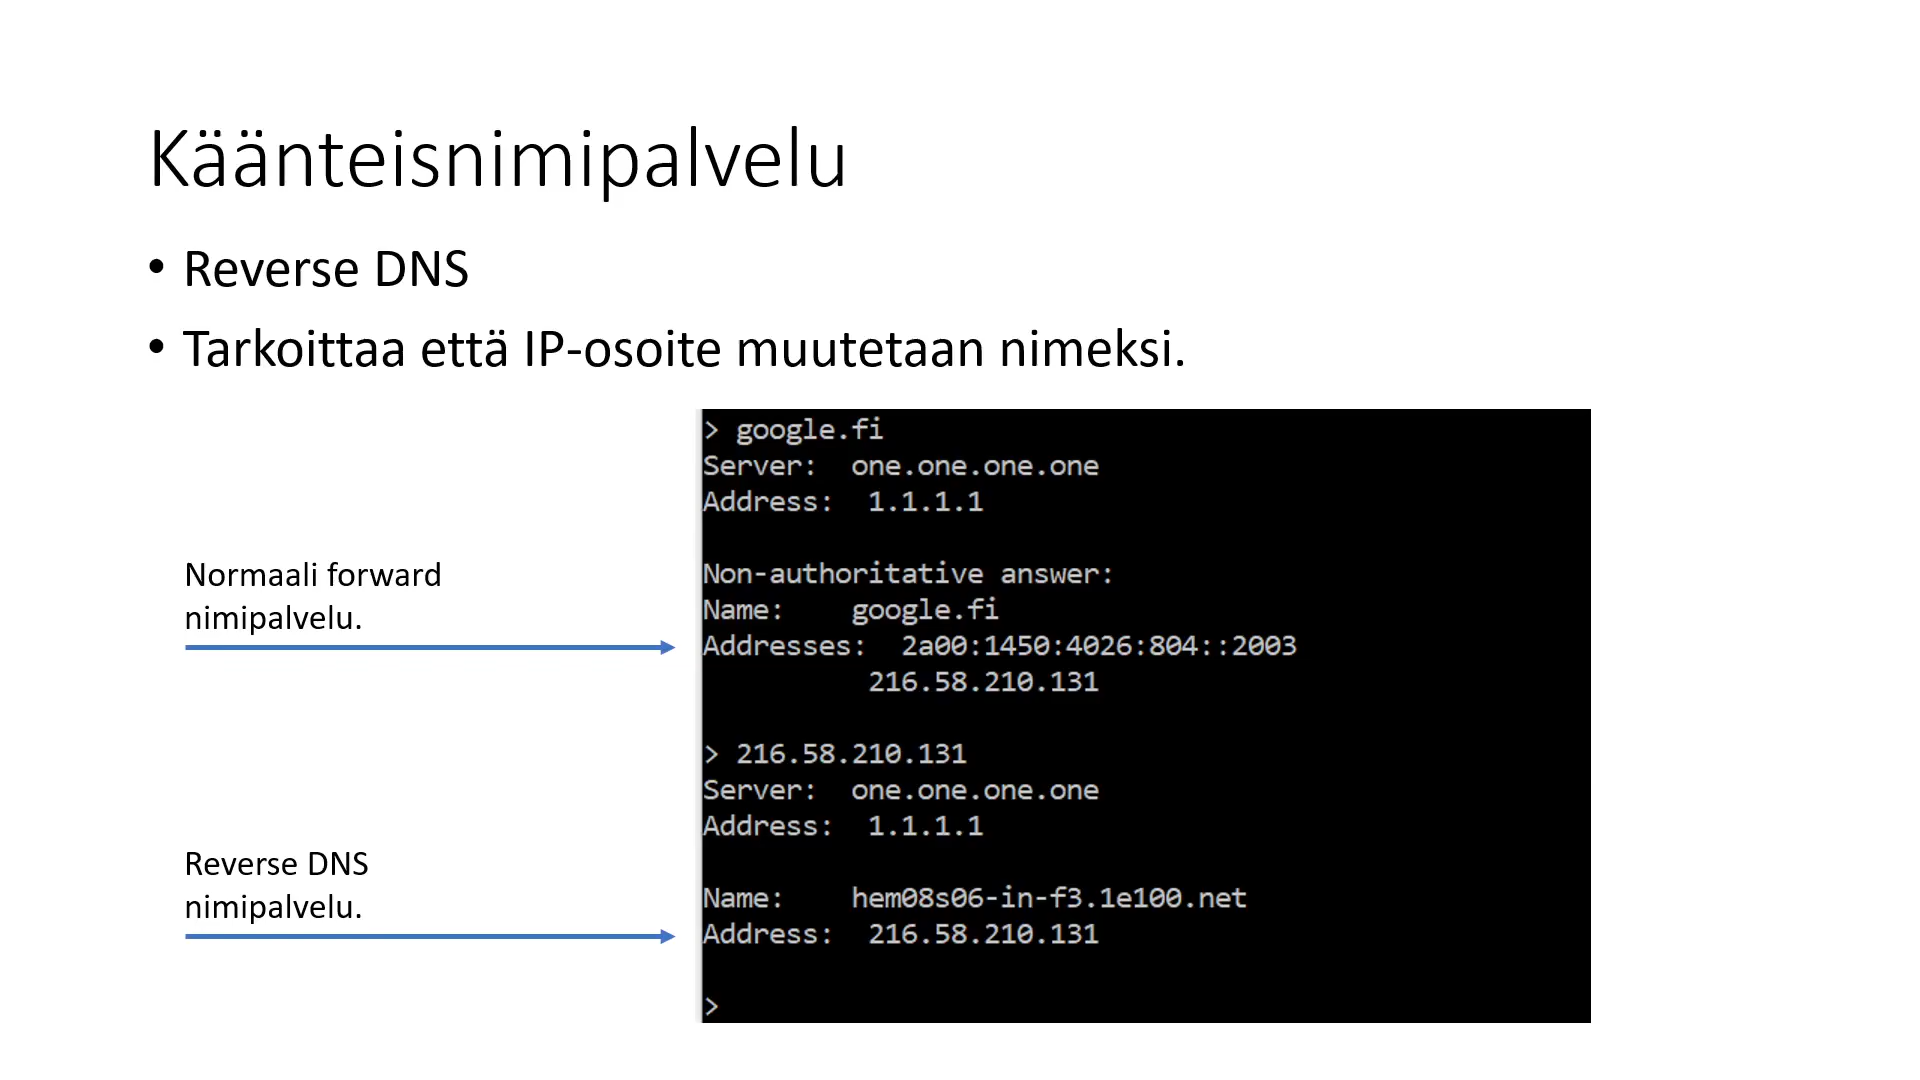 Käänteisnimipalvelu
• Reverse DNS
• Tarkoittaa että IP-osoite muutetaan nimeksi.
Normaali forward
nimipalvelu.
> google.fi
Server:  one.one.one.one
Address:  1.1.1.1
Non-authoritative answer:
Name:    google.fi
Addresses:  2a00:1450:4026:804::2003
216.58.210.131
> 216.58.210.131
Server:  one.one.one.one
Address:  1.1.1.1
Reverse DNS
nimipalvelu.
Name:    hem08s06-in-f3.1e100.net
Address:  216.58.210.131
>